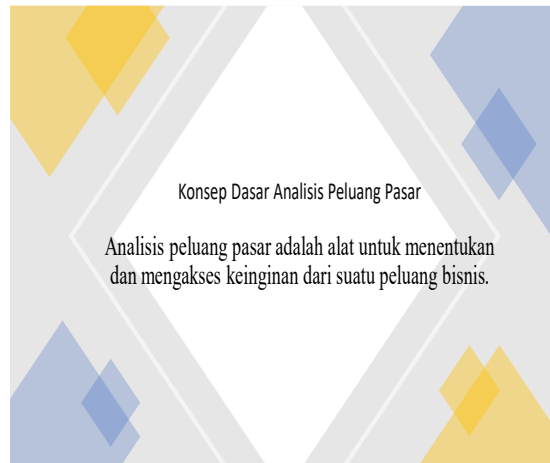 Konsep Dasar Analisis Peluang Pasar
Analisis peluang pasar adalah alat untuk menentukan
dan mengakses keinginan dari suatu peluang bisnis.